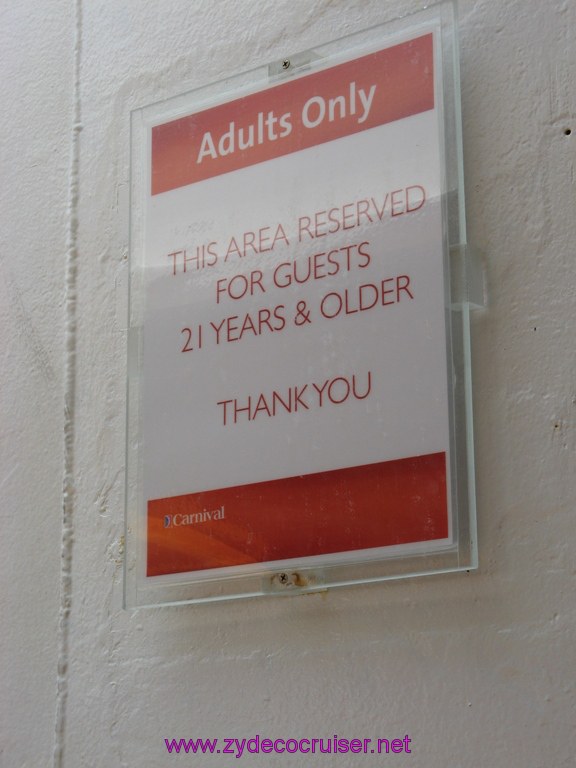 Adults Only
THIS AREA RESERVED
FOR GUESTS
21 YEARS & OLDER
THANK YOU
Carnival
www.zydecocruiser.net